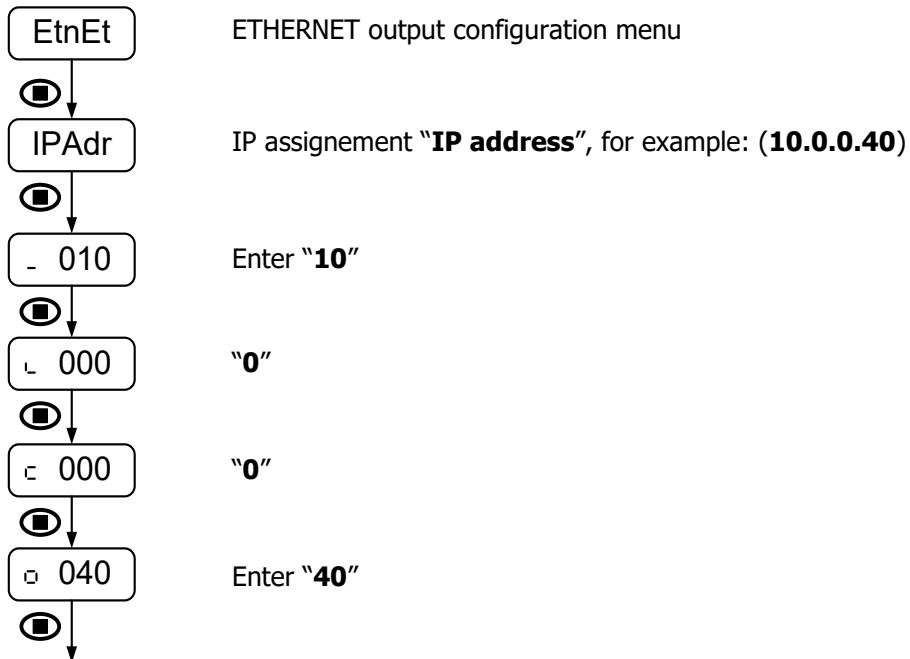 EtnEt ETHERNET output configuration menu
IPAdr IP assignement “IP address”, for example: (10.0.0.40)
_ 010 Enter “10”
000 “0”
000 “0”
040 Enter “40”